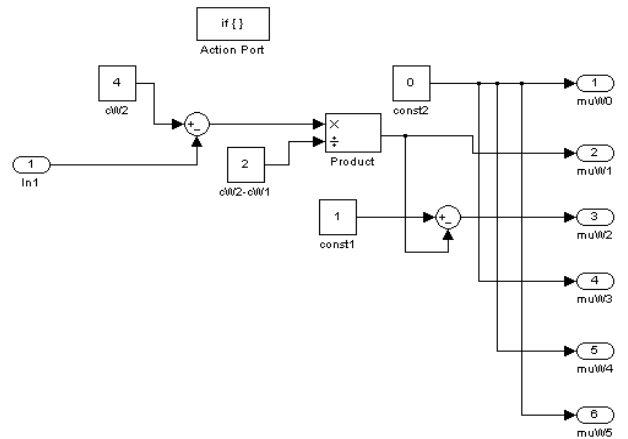 if { }
Action Port
4
cW2
+
−
1
In1
2
cW2-cW1
×
÷
Product
0
const2
1
const1
+
−
1
muW0
2
muW1
3
muW2
4
muW3
5
muW4
6
muW5